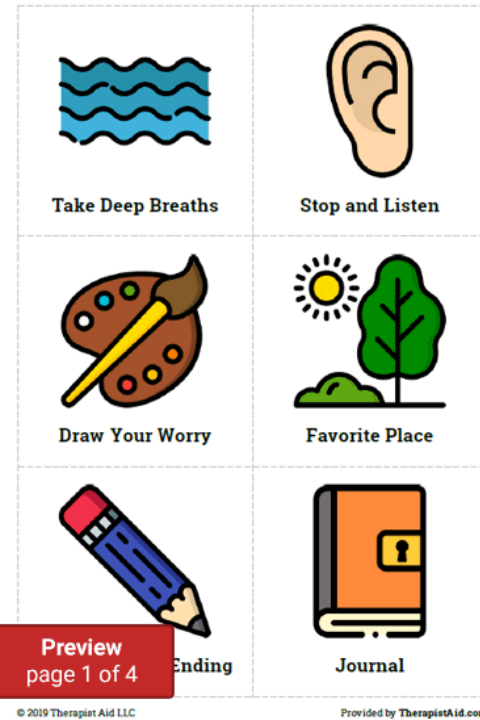 Take Deep Breaths
Stop and Listen
Draw Your Worry
Favorite Place
Ending
Journal
Preview
page 1 of 4
© 2019 Therapist Aid LLC
Provided by TherapistAid.com